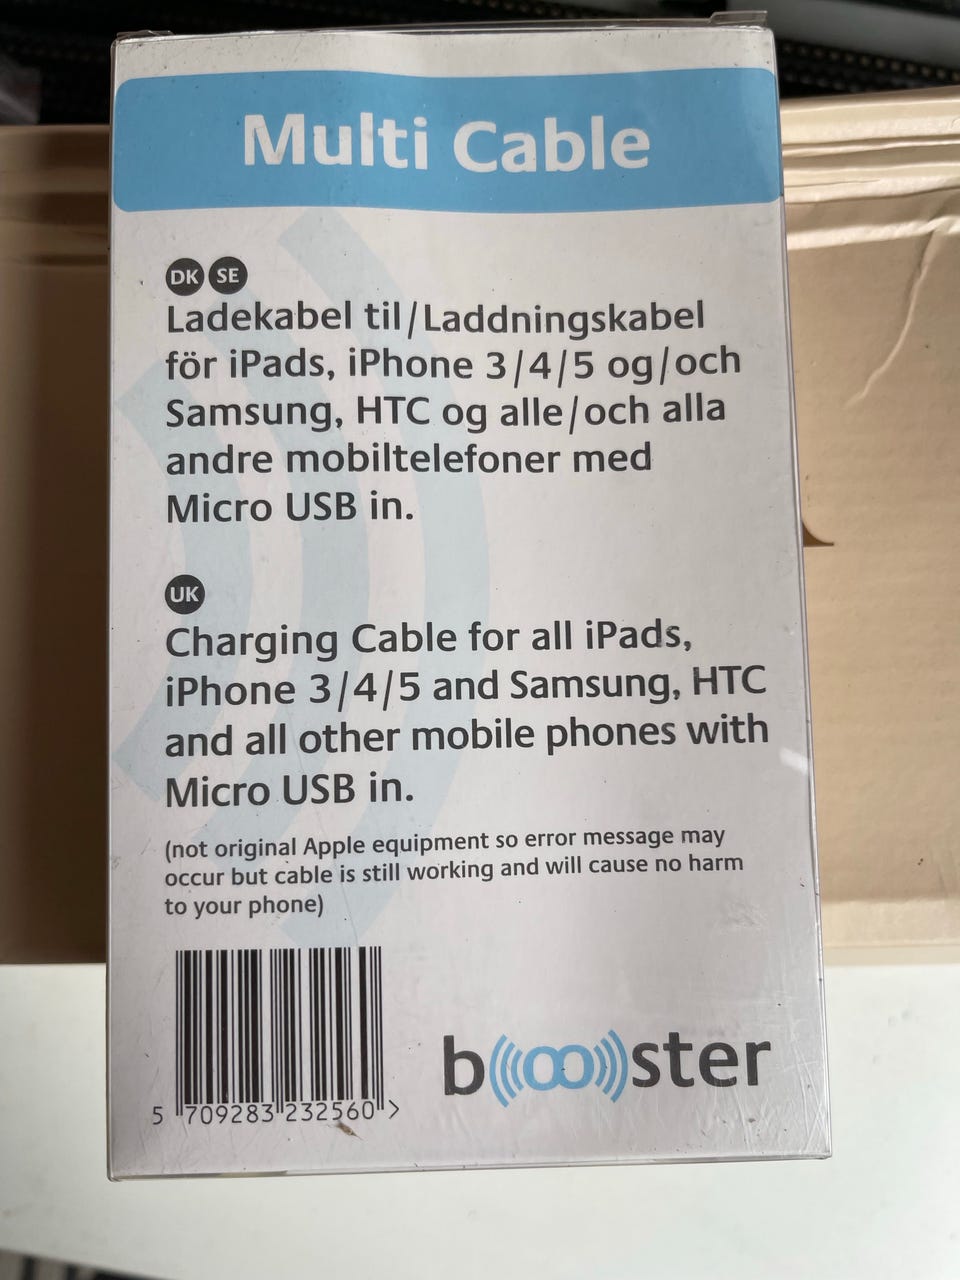 Multi Cable
DK SE
Ladekabel til/Laddningskabel
för iPads, iPhone 3/4/5 og/och
Samsung, HTC og alle/och alla
andre mobiltelefoner med
Micro USB in.
UK
Charging Cable for all iPads,
iPhone 3/4/5 and Samsung, HTC
and all other mobile phones with
Micro USB in.
(not original Apple equipment so error message may
occur but cable is still working and will cause no harm
to your phone)
5 709283 232560 >
booster